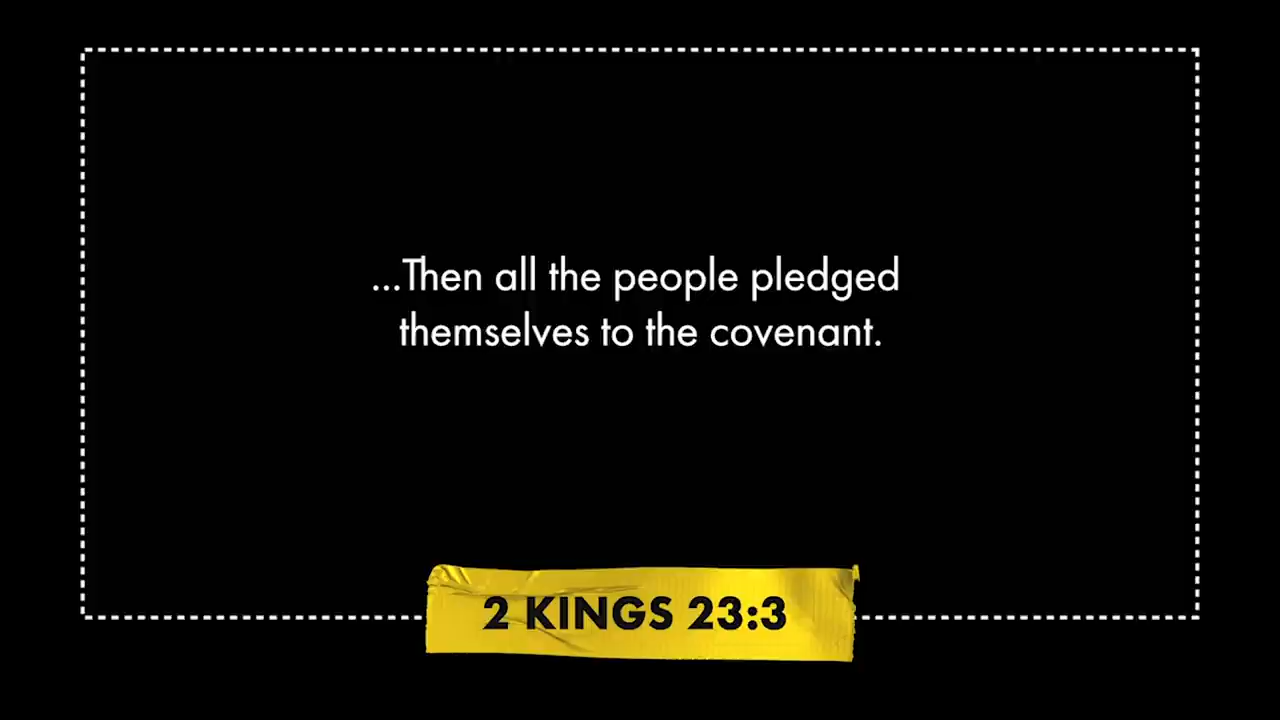 ...Then all the people pledged
themselves to the covenant.
2 KINGS 23:3